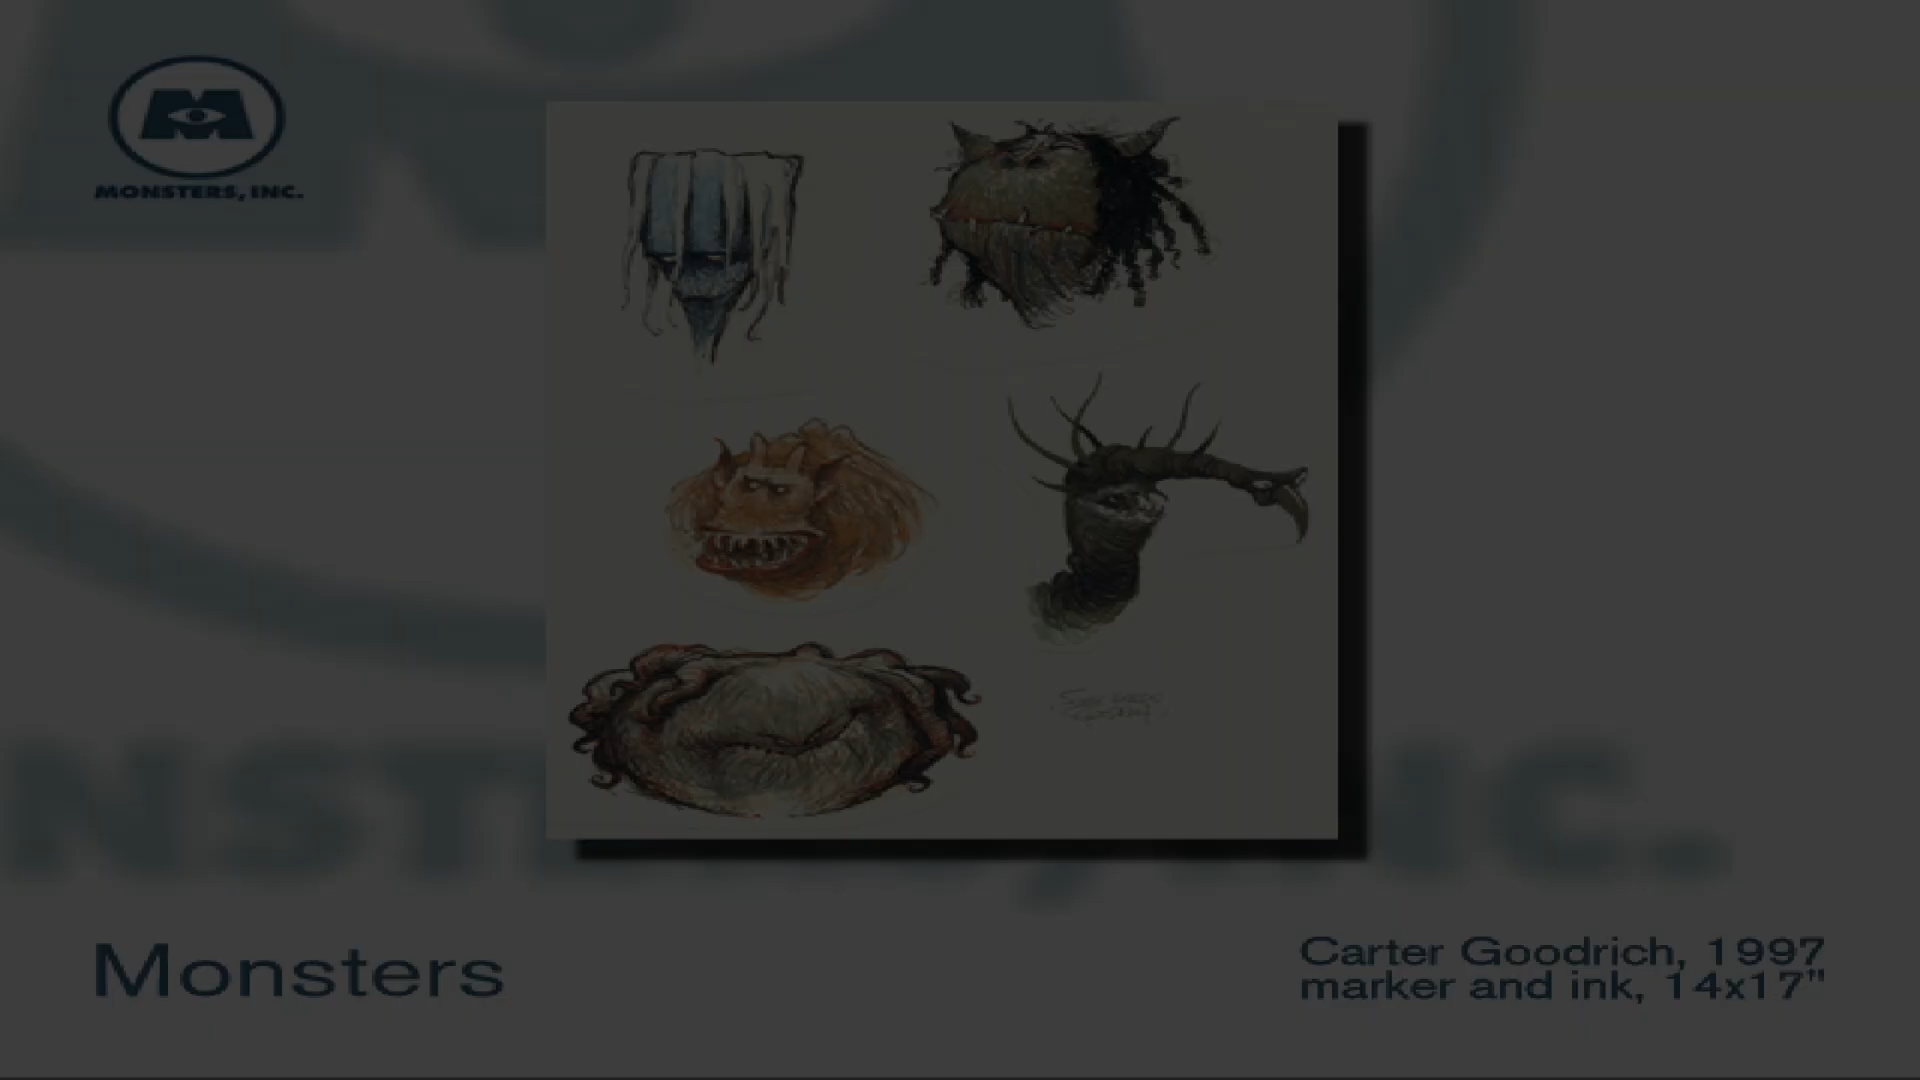 MONSTERS, INC.
Monsters
Carter Goodrich, 1997
marker and ink, 14x17"